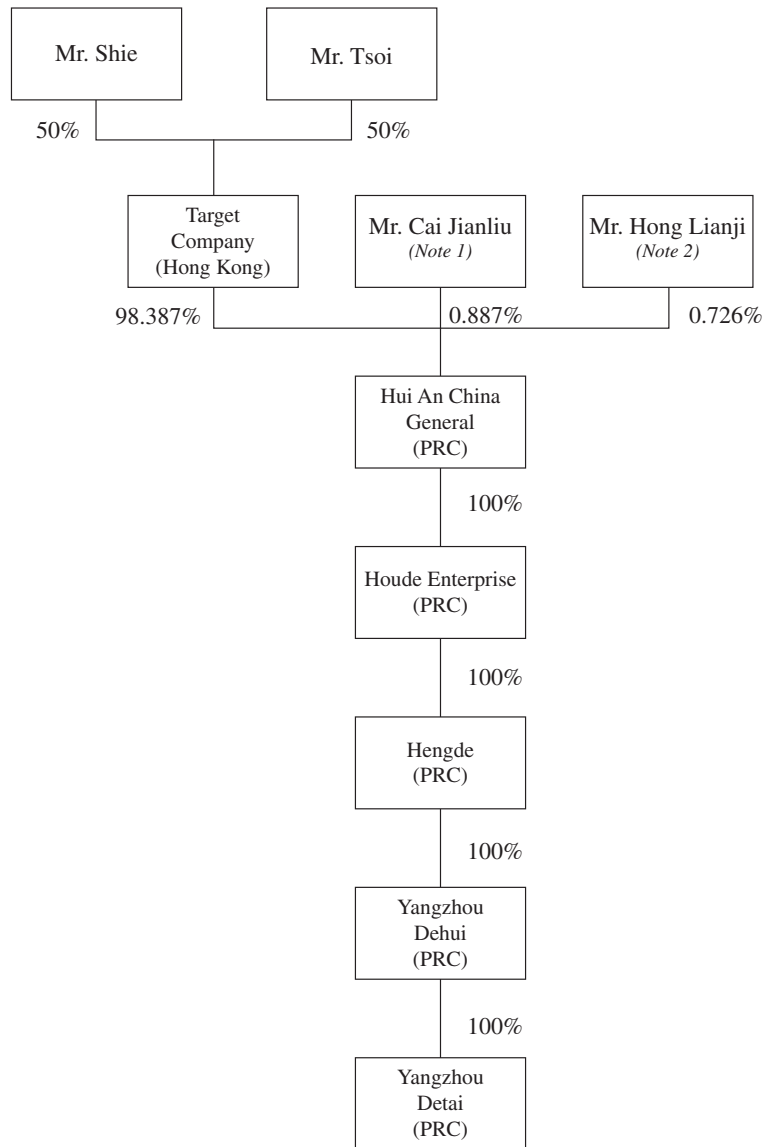 Mr. Shie
Mr. Tsoi
50%
50%
Target
Company
(Hong Kong)
Mr. Cai Jianliu
(Note 1)
Mr. Hong Lianji
(Note 2)
98.387%
0.887%
0.726%
Hui An China
General
(PRC)
100%
Houde Enterprise
(PRC)
100%
Hengde
(PRC)
100%
Yangzhou
Dehui
(PRC)
100%
Yangzhou
Detai
(PRC)